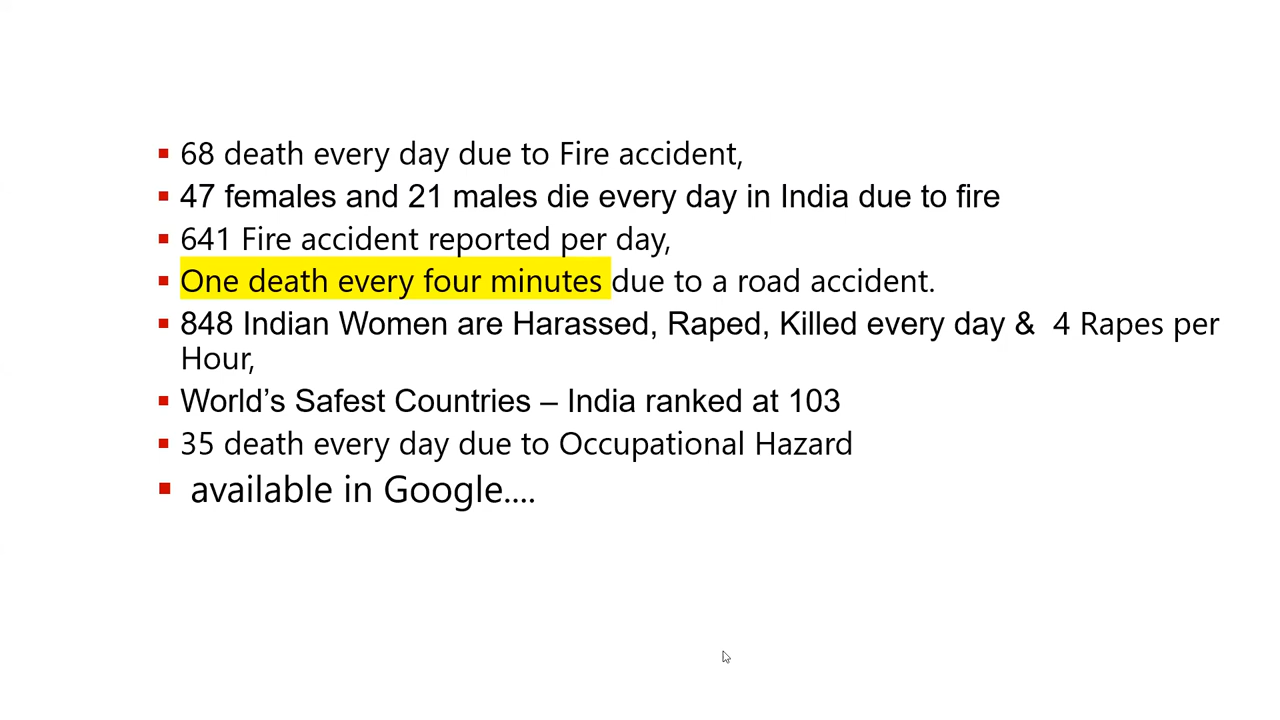 68 death every day due to Fire accident,
47 females and 21 males die every day in India due to fire
641 Fire accident reported per day,
One death every four minutes due to a road accident.
848 Indian Women are Harassed, Raped, Killed every day &  4 Rapes per
Hour,
World’s Safest Countries – India ranked at 103
35 death every day due to Occupational Hazard
available in Google....